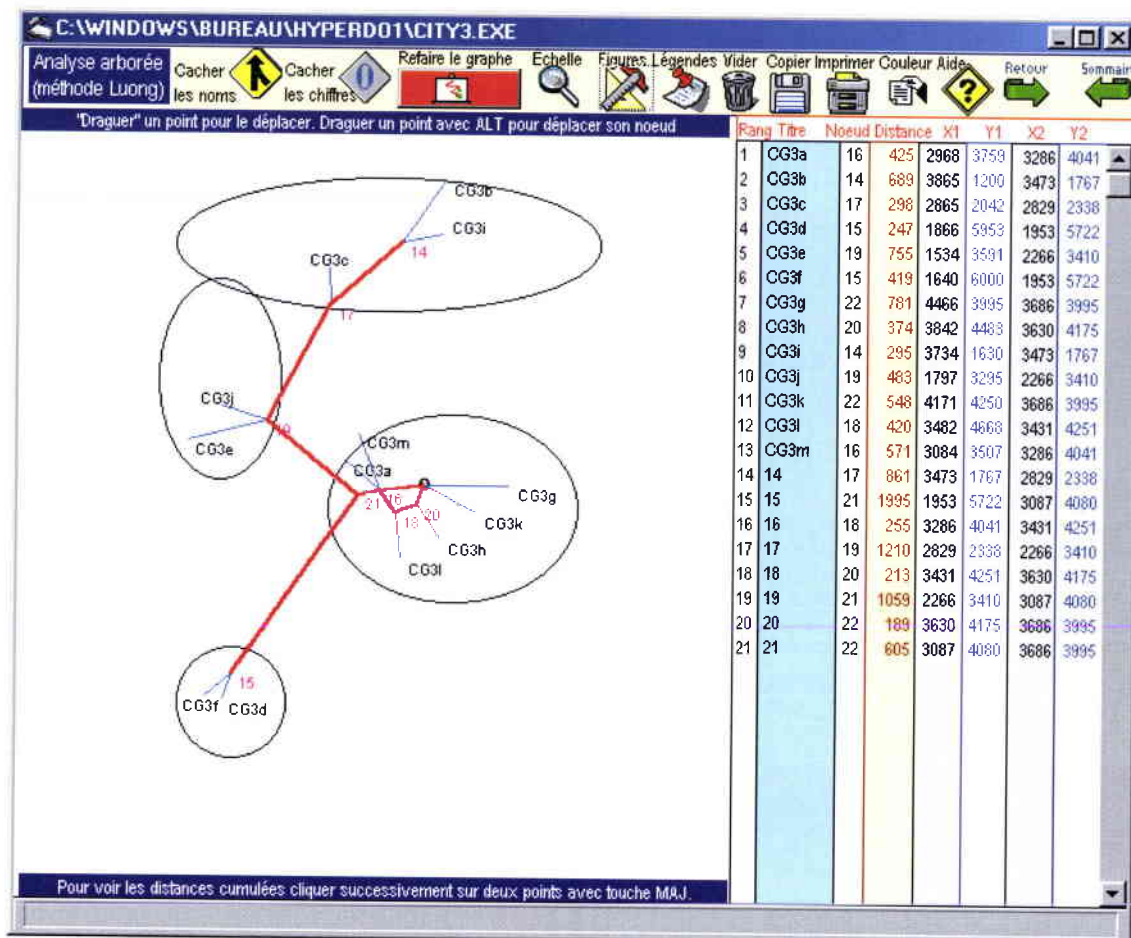 C:\WINDOWS\BUREAU\HYPERDO1\CITY3.EXE
Analyse arborée
(méthode Luong)
Cacher
les noms
Cacher
les chiffres
0
Refaire le graphe
Echelle
Figures
Légendes
Vider
Copier
Imprimer
Couleur
Aide
?
Retour
Sommair
"Draguer" un point pour le déplacer. Draguer un point avec ALT pour déplacer son noeud
CG3b
CG3i
14
CG3c
17
CG3j
19
CG3e
CG3m
CG3a
21
16
CG3g
18
20
CG3k
CG3h
CG3l
15
CG3f
CG3d
Rang Titre Noeud Distance X1 Y1 X2 Y2
1 CG3a 16 425 2968 3759 3286 4041
2 CG3b 14 689 3865 1200 3473 1767
3 CG3c 17 298 2865 2042 2829 2338
4 CG3d 15 247 1866 5953 1953 5722
5 CG3e 19 755 1534 3591 2266 3410
6 CG3f 15 419 1640 6000 1953 5722
7 CG3g 22 781 4466 3995 3686 3995
8 CG3h 20 374 3842 4483 3630 4175
9 CG3i 14 295 3734 1630 3473 1767
10 CG3j 19 483 1797 3295 2266 3410
11 CG3k 22 548 4171 4250 3686 3995
12 CG3l 18 420 3482 4668 3431 4251
13 CG3m 16 571 3084 3507 3286 4041
14 14 17 861 3473 1767 2829 2338
15 15 21 1995 1953 5722 3087 4080
16 16 18 255 3286 4041 3431 4251
17 17 19 1210 2829 2338 2266 3410
18 18 20 213 3431 4251 3630 4175
19 19 21 1059 2266 3410 3087 4080
20 20 22 189 3630 4175 3686 3995
21 21 22 605 3087 4080 3686 3995
Pour voir les distances cumulées cliquer successivement sur deux points avec touche MAJ.